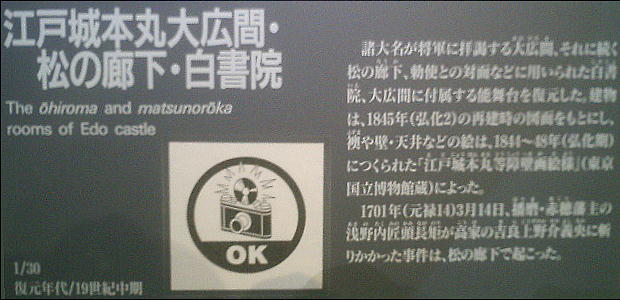 江戸城本丸大広間・
松の廊下・白書院
The ōhiroma and matsunorōka
rooms of Edo castle
OK
1/30
復元年代/19世紀中期
諸大名が将軍に拝謁する大広間、それに続く
松の廊下、勅使との対面などに用いられた白書
院、大広間に付属する能舞台を復元した。建物
は、1845年(弘化2)の再建時の図面をもとにし、
襖や壁・天井などの絵は、1844〜48年(弘化期)
につくられた「江戸城本丸等障壁画絵様」(東京
国立博物館蔵)によった。
1701年(元禄14)3月14日、播磨・赤穂藩主の
浅野内匠頭長矩が高家の吉良上野介義央に斬
りかかった事件は、松の廊下で起こった。